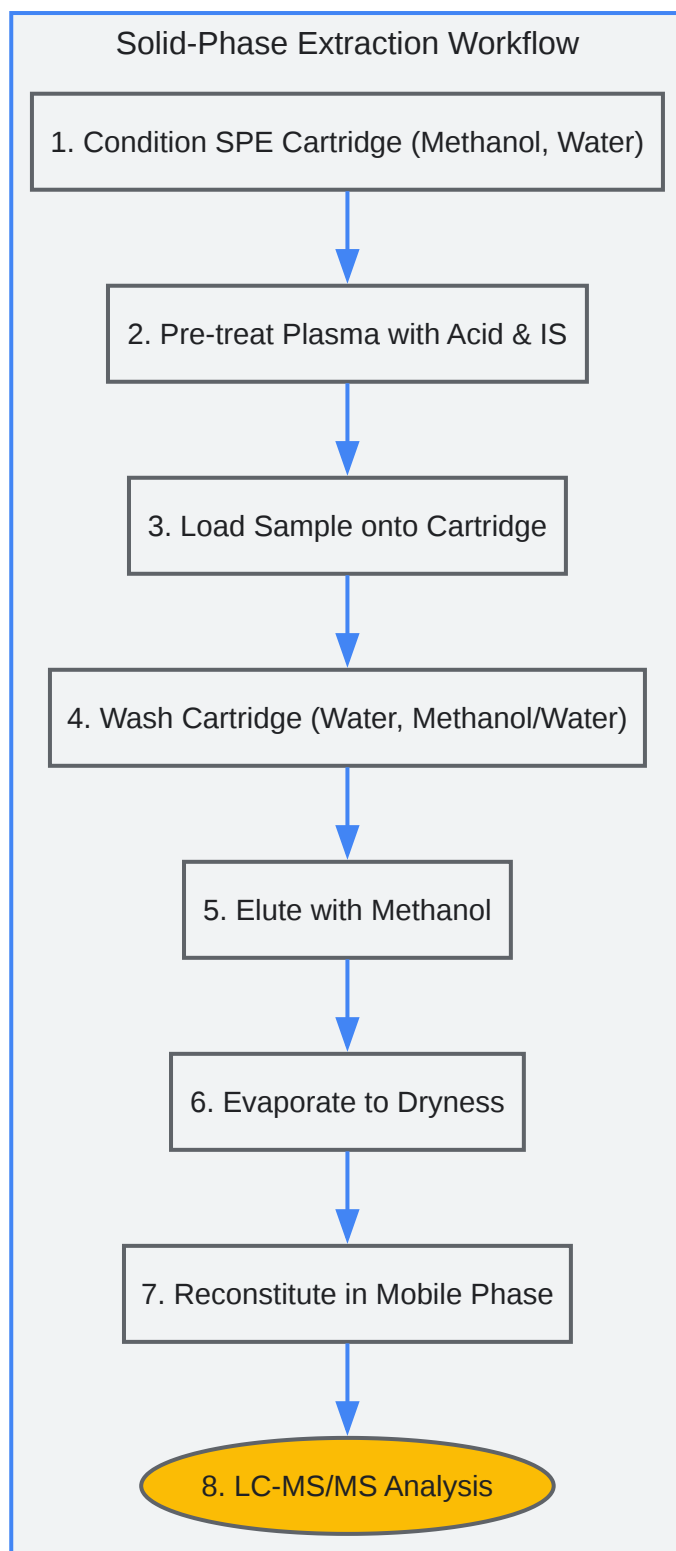 Solid-Phase Extraction Workflow
1. Condition SPE Cartridge (Methanol, Water)
2. Pre-treat Plasma with Acid & IS
3. Load Sample onto Cartridge
4. Wash Cartridge (Water, Methanol/Water)
5. Elute with Methanol
6. Evaporate to Dryness
7. Reconstitute in Mobile Phase
8. LC-MS/MS Analysis